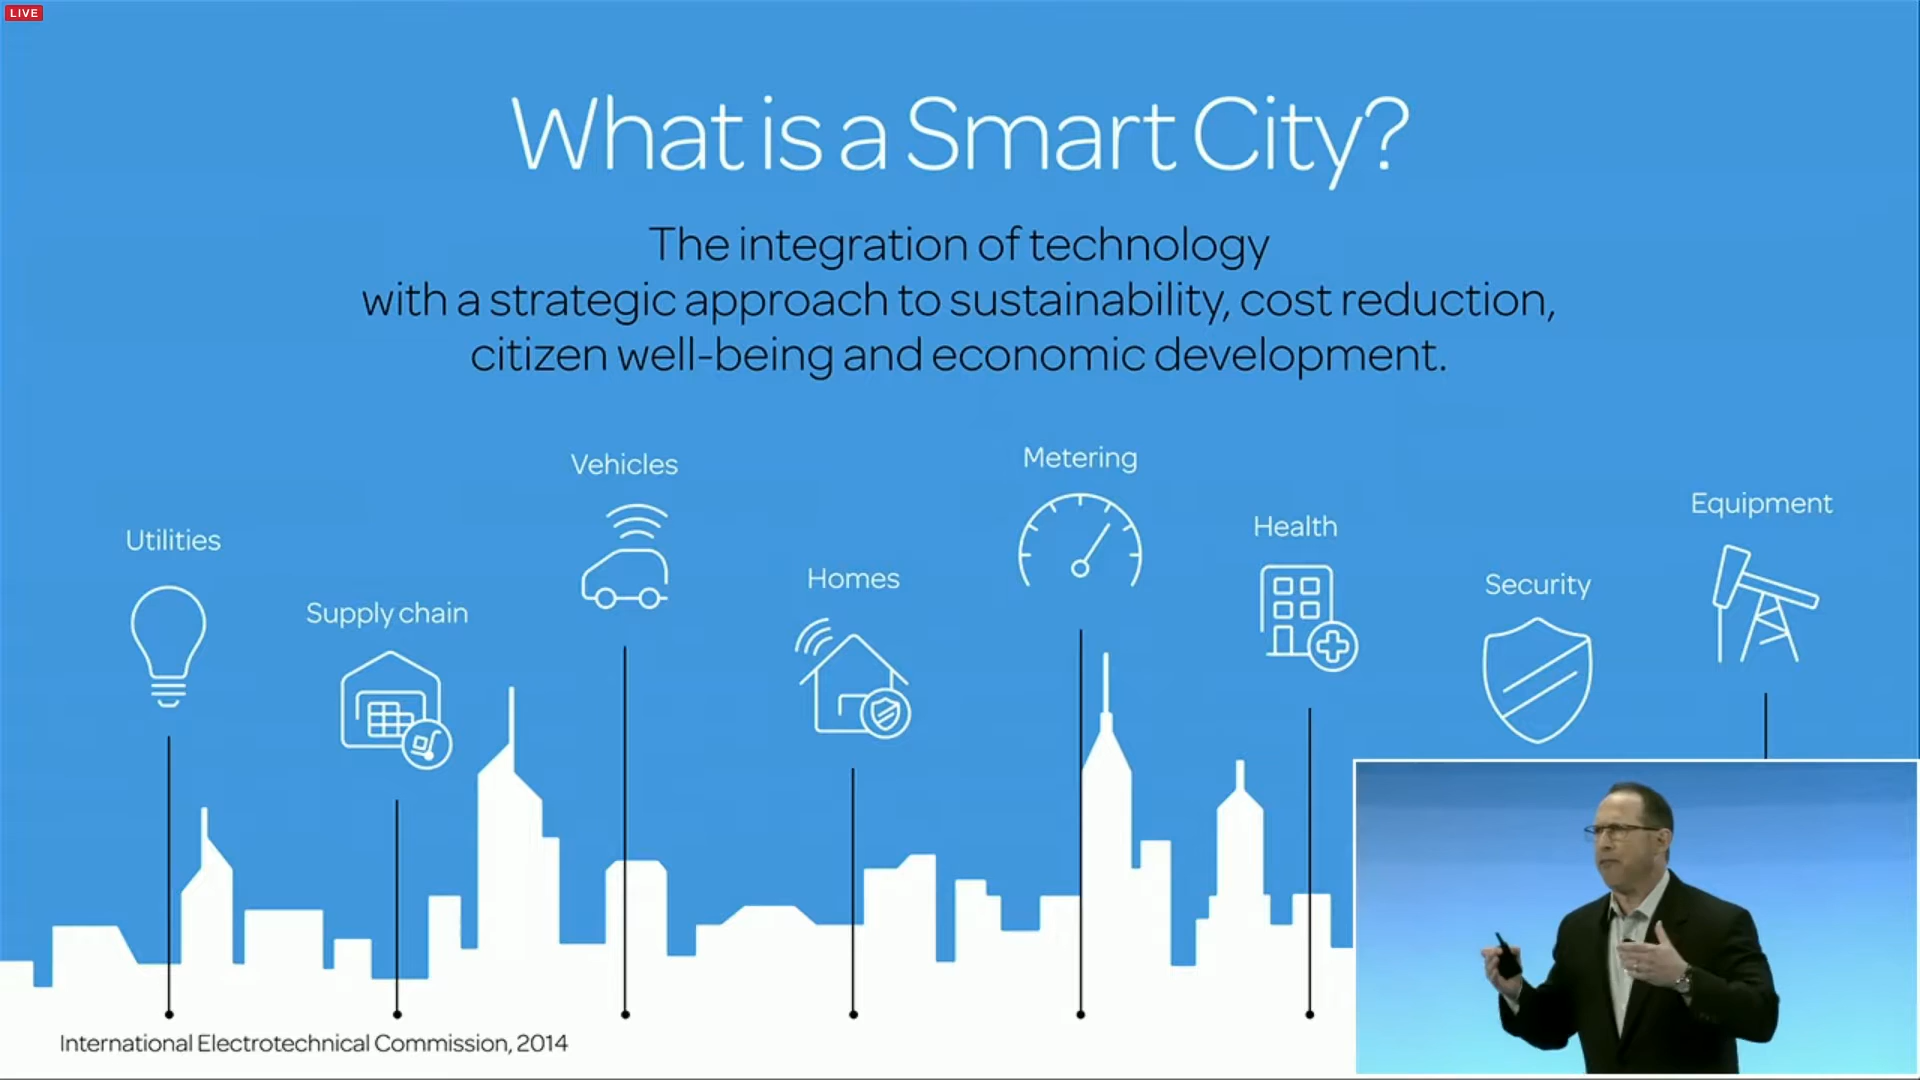 LIVE
What is a Smart City?
The integration of technology
with a strategic approach to sustainability, cost reduction,
citizen well-being and economic development.
Utilities
Supply chain
Vehicles
Homes
Metering
Health
Security
Equipment
International Electrotechnical Commission, 2014